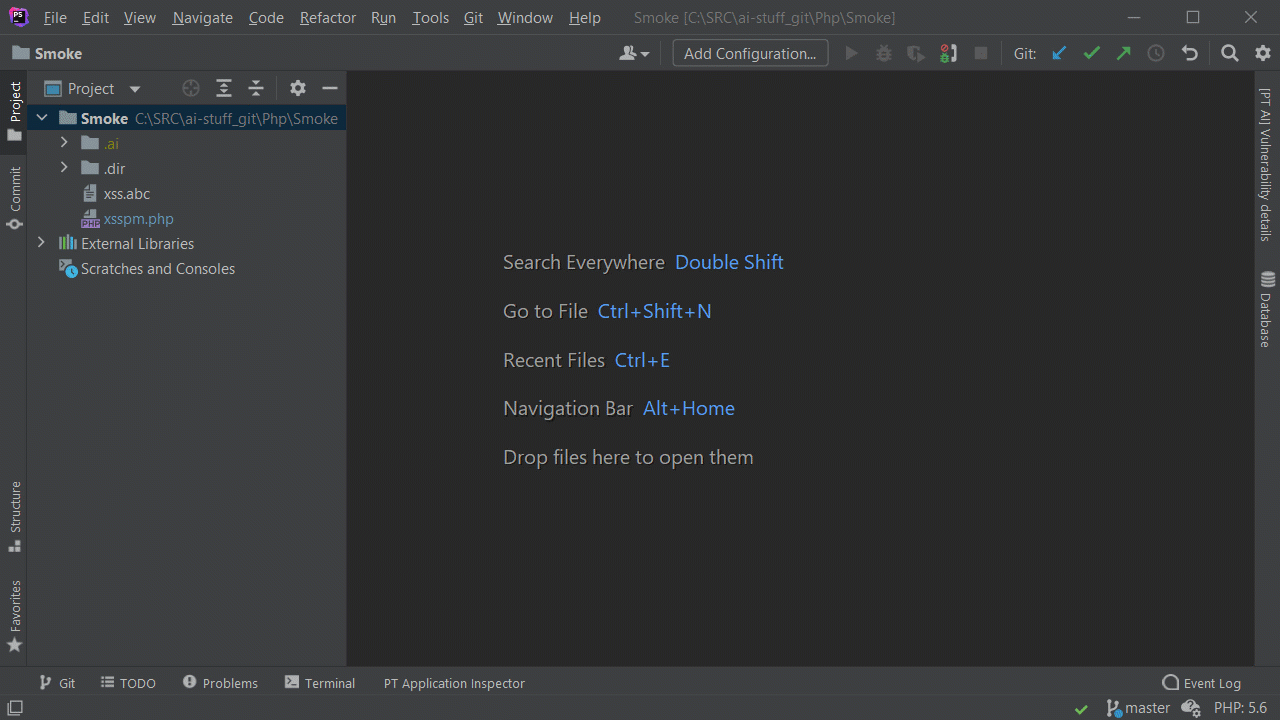 PS File Edit View Navigate Code Refactor Run Tools Git Window Help Smoke [C:\SRC\ai-stuff_git\Php\Smoke]
Smoke Add Configuration... Git:
Project
Smoke C:\SRC\ai-stuff_git\Php\Smoke
.ai
.dir
xss.abc
PHP xsspm.php
External Libraries
Scratches and Consoles
Project
Commit
Structure
Favorites
Search Everywhere Double Shift
Go to File Ctrl+Shift+N
Recent Files Ctrl+E
Navigation Bar Alt+Home
Drop files here to open them
[PT AI] Vulnerability details
Database
Git TODO Problems Terminal PT Application Inspector Event Log
master PHP: 5.6